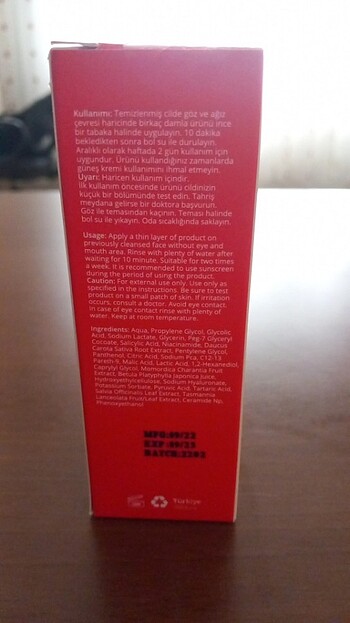 Kullanımı: Temizlenmiş cilde göz ve ağız
çevresi haricinde birkaç damla ürünü ince
bir tabaka halinde uygulayın. 10 dakika
bekledikten sonra bol su ile durulayın.
Aralıklı olarak haftada 2 gün kullanım için
uygundur. Ürünü kullandığınız zamanlarda
güneş kremi kullanımını ihmal etmeyin.
Uyarı: Haricen kullanım içindir.
İlk kullanım öncesinde ürünü cildinizin
küçük bir bölümünde test edin. Tahriş
meydana gelirse bir doktora başvurun.
Göz ile temasından kaçının. Teması halinde
bol su ile yıkayın. Oda sıcaklığında saklayın.
Usage: Apply a thin layer of product on
previously cleansed face without eye and
mouth area. Rinse with plenty of water after
waiting for 10 minute. Suitable for two times
a week. It is recommended to use sunscreen
during the period of using the product.
Caution: For external use only. Use only as
specified in the instructions. Be sure to test
product on a small patch of skin. If irritation
occurs, consult a doctor. Avoid eye contact.
in case of eye contact rinse with plenty of
water. Keep at room temperature.
Ingredients: Aqua, Propylene Glycol, Glycolic
Acid, Sodium Lactate, Glycerin, Peg-7 Glyceryl
Cocoate, Salicylic Acid, Niacinamide, Daucus
Carota Sativa Root Extract, Pentylene Glycol,
Panthenol, Citric Acid, Sodium Pca, C12-13
Pareth-9, Malic Acid, Lactic Acid, 1,2-Hexanediol,
Caprylyl Glycol, Momordica Charantia Fruit
Extract, Betula Platyphylla Japonica Juice,
Hydroxyethylcellulose, Sodium Hyaluronate,
Potassium Sorbate, Pyruvic Acid, Tartaric Acid,
Salvia Officinalis Leaf Extract, Tasmannia
Lanceolata Fruit/Leaf Extract, Ceramide Np,
Phenoxyethanol
MFG:09/22
EXP:09/25
BATCH:2202
Türkiye